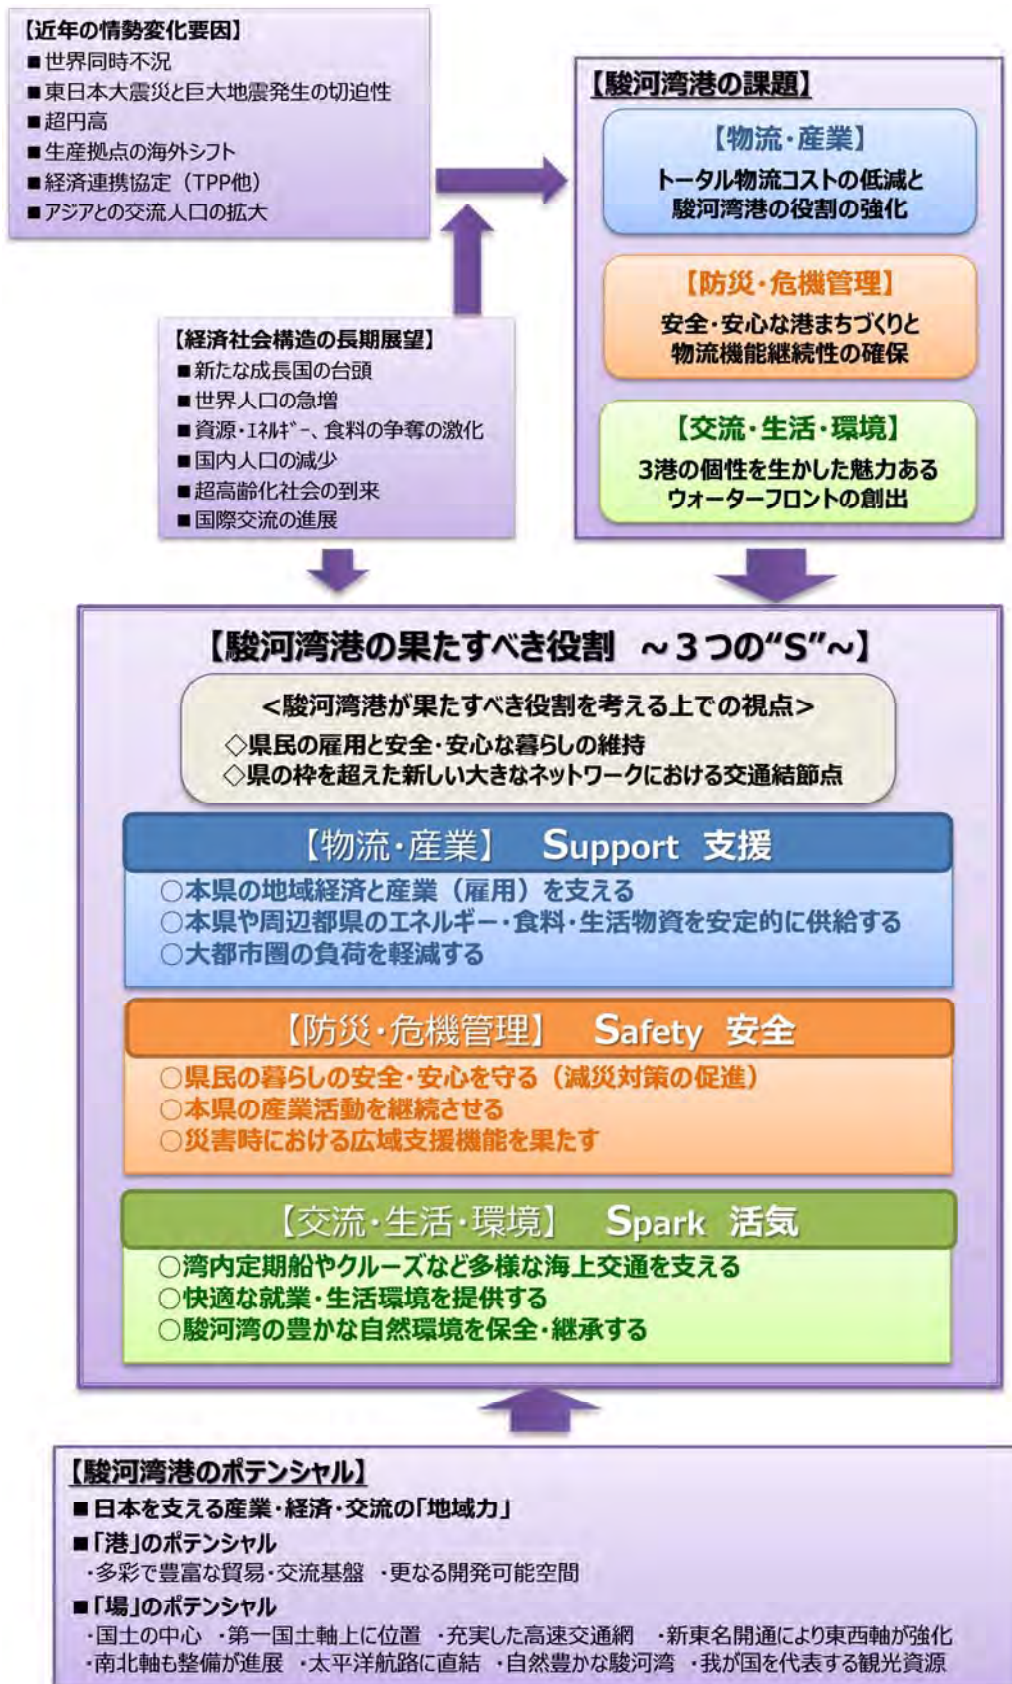 【近年の情勢変化要因】
■世界同時不況
■東日本大震災と巨大地震発生の切迫性
■超円高
■生産拠点の海外シフト
■経済連携協定（TPP他）
■アジアとの交流人口の拡大
【経済社会構造の長期展望】
■新たな成長国の台頭
■世界人口の急増
■資源・ｴﾈﾙｷﾞｰ、食料の争奪の激化
■国内人口の減少
■超高齢化社会の到来
■国際交流の進展
【駿河湾港の課題】
【物流・産業】
トータル物流コストの低減と
駿河湾港の役割の強化
【防災・危機管理】
安全・安心な港まちづくりと
物流機能継続性の確保
【交流・生活・環境】
3港の個性を生かした魅力ある
ウォーターフロントの創出
【駿河湾港の果たすべき役割 ～３つの“S”～】
<駿河湾港が果たすべき役割を考える上での視点>
◇県民の雇用と安全・安心な暮らしの維持
◇県の枠を超えた新しい大きなネットワークにおける交通結節点
【物流・産業】 Support 支援
○本県の地域経済と産業（雇用）を支える
○本県や周辺都県のエネルギー・食料・生活物資を安定的に供給する
○大都市圏の負荷を軽減する
【防災・危機管理】 Safety 安全
○県民の暮らしの安全・安心を守る（減災対策の促進）
○本県の産業活動を継続させる
○災害時における広域支援機能を果たす
【交流・生活・環境】 Spark 活気
○湾内定期船やクルーズなど多様な海上交通を支える
○快適な就業・生活環境を提供する
○駿河湾の豊かな自然環境を保全・継承する
【駿河湾港のポテンシャル】
■日本を支える産業・経済・交流の「地域力」
■「港」のポテンシャル
・多彩で豊富な貿易・交流基盤 ・更なる開発可能空間
■「場」のポテンシャル
・国土の中心 ・第一国土軸上に位置 ・充実した高速交通網 ・新東名開通により東西軸が強化
・南北軸も整備が進展 ・太平洋航路に直結 ・自然豊かな駿河湾 ・我が国を代表する観光資源